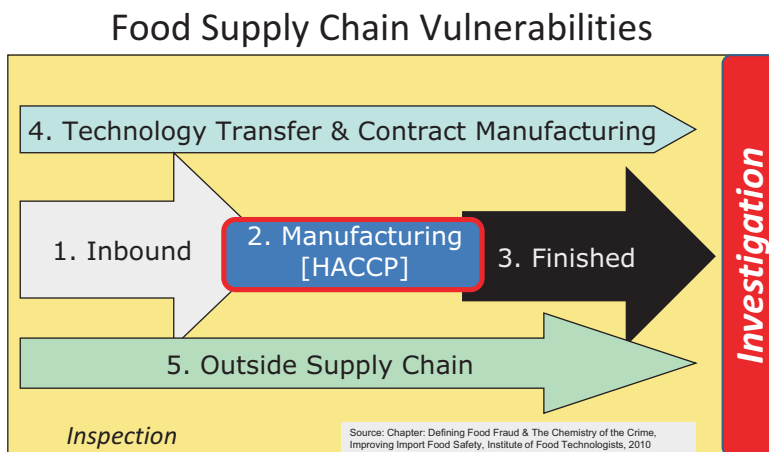 Food Supply Chain Vulnerabilities
4. Technology Transfer & Contract Manufacturing
1. Inbound
2. Manufacturing
[HACCP]
3. Finished
5. Outside Supply Chain
Inspection
Source: Chapter: Defining Food Fraud & The Chemistry of the Crime,
Improving Import Food Safety, Institute of Food Technologists, 2010
Investigation